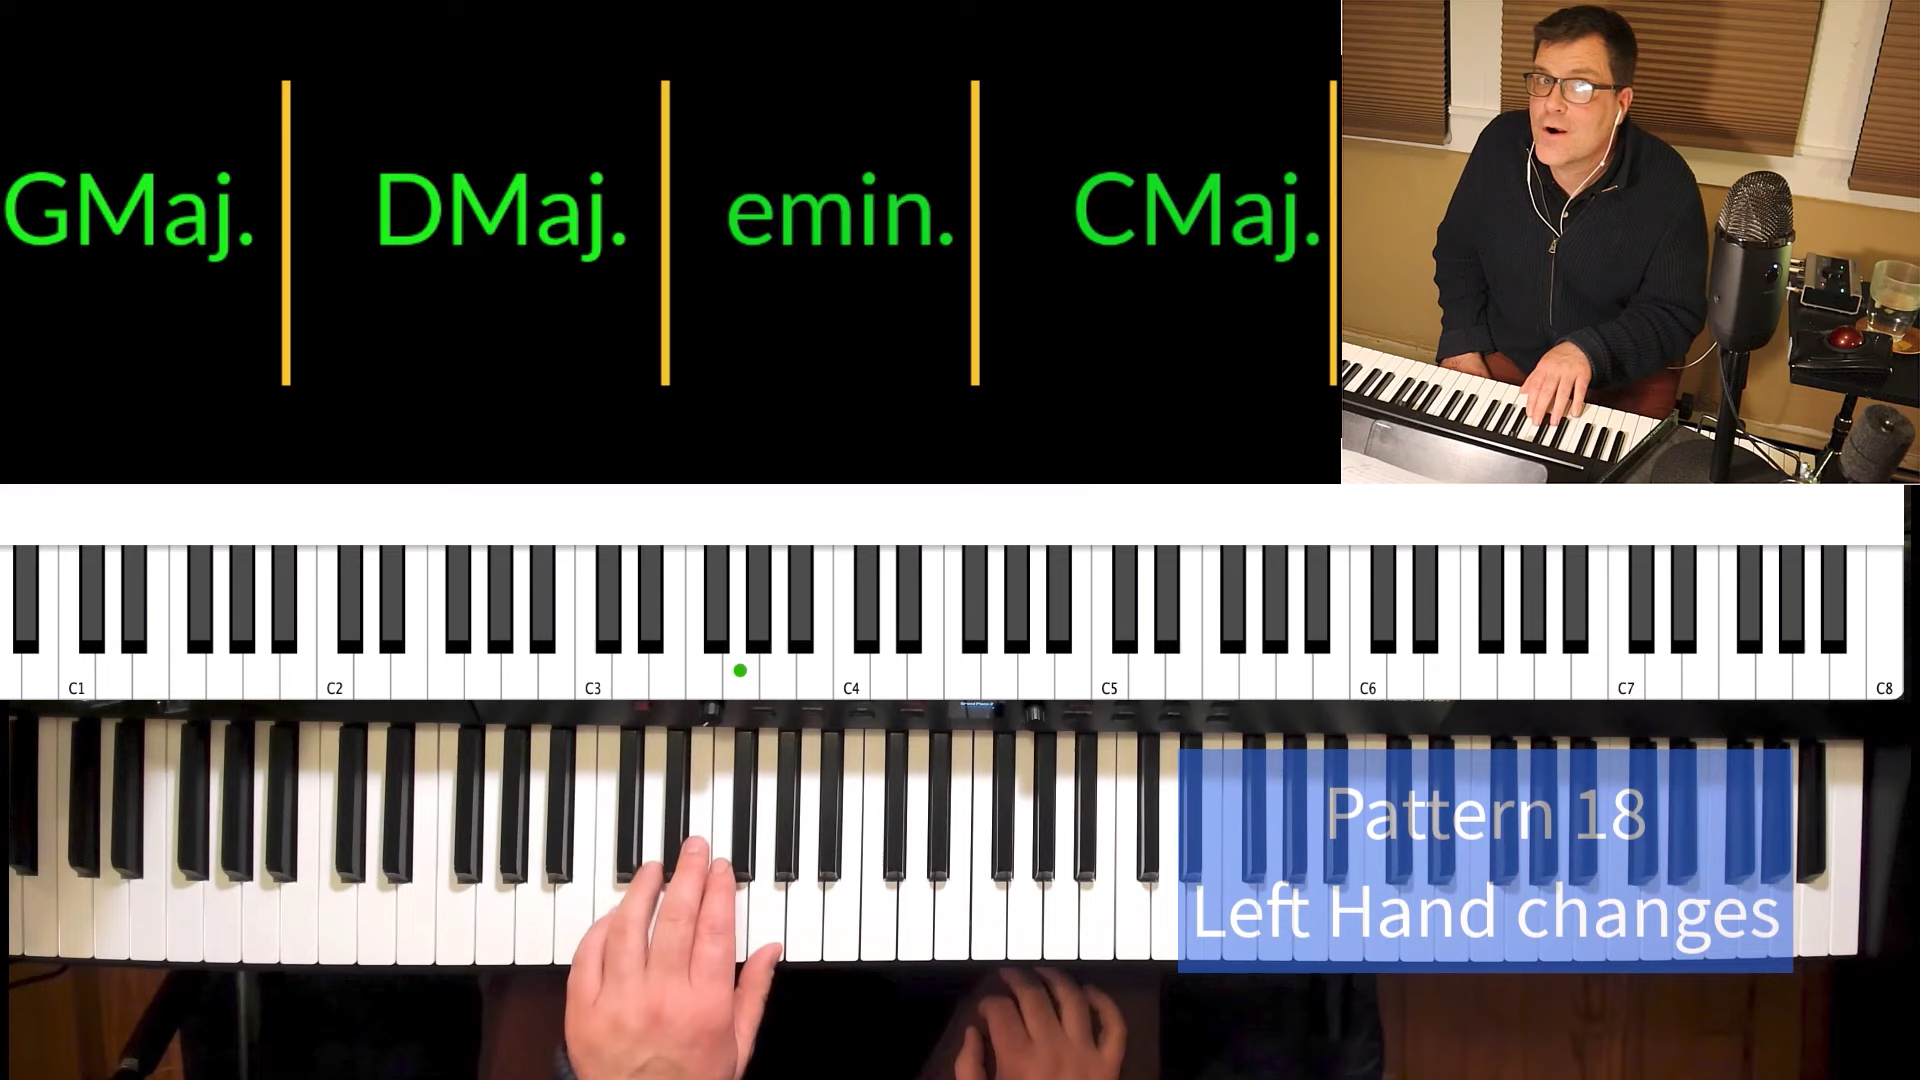 GMaj. DMaj. emin. CMaj.
C1 C2 C3 C4 C5 C6 C7 C8
Pattern 18
Left Hand changes